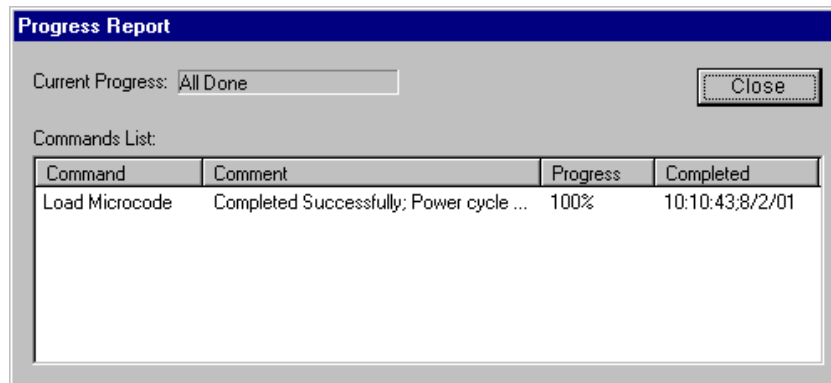 Progress Report
Current Progress: All Done
Close
Commands List:
Command Comment Progress Completed
Load Microcode Completed Successfully; Power cycle ... 100% 10:10:43;8/2/01